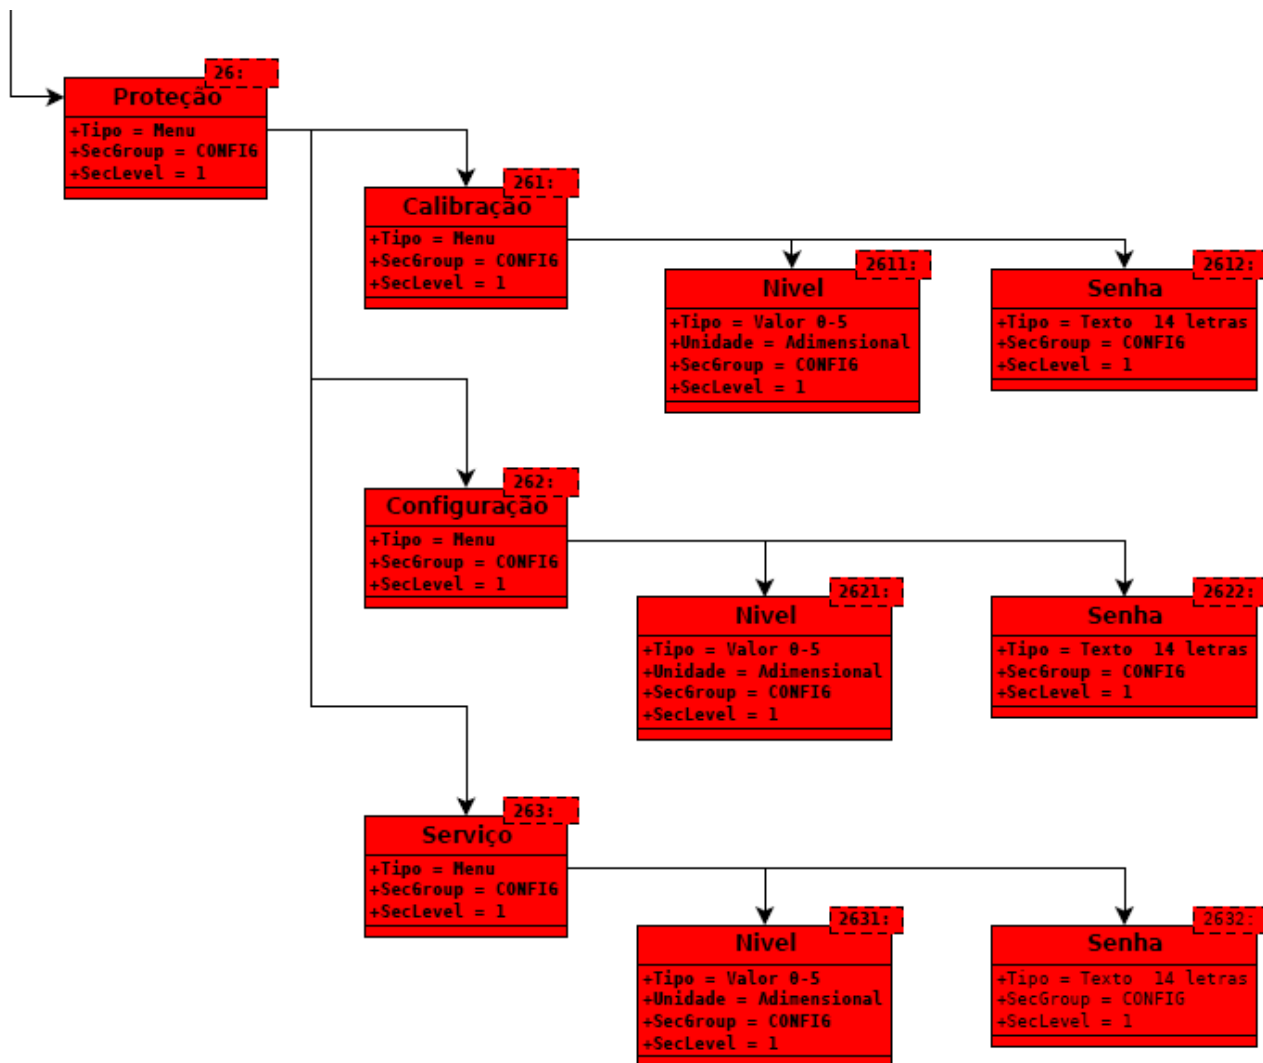 26:
Proteção
+Tipo = Menu
+SecGroup = CONFIG
+SecLevel = 1
261:
Calibração
+Tipo = Menu
+SecGroup = CONFIG
+SecLevel = 1
2611:
Nivel
+Tipo = Valor 0-5
+Unidade = Adimensional
+SecGroup = CONFIG
+SecLevel = 1
2612:
Senha
+Tipo = Texto  14 letras
+SecGroup = CONFIG
+SecLevel = 1
262:
Configuração
+Tipo = Menu
+SecGroup = CONFIG
+SecLevel = 1
2621:
Nivel
+Tipo = Valor 0-5
+Unidade = Adimensional
+SecGroup = CONFIG
+SecLevel = 1
2622:
Senha
+Tipo = Texto  14 letras
+SecGroup = CONFIG
+SecLevel = 1
263:
Serviço
+Tipo = Menu
+SecGroup = CONFIG
+SecLevel = 1
2631:
Nivel
+Tipo = Valor 0-5
+Unidade = Adimensional
+SecGroup = CONFIG
+SecLevel = 1
2632:
Senha
+Tipo = Texto  14 letras
+SecGroup = CONFIG
+SecLevel = 1